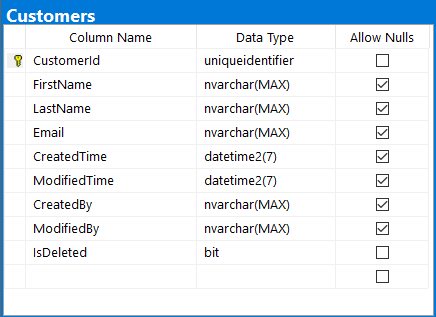 Customers
Column Name Data Type Allow Nulls
CustomerId uniqueidentifier
FirstName nvarchar(MAX)
LastName nvarchar(MAX)
Email nvarchar(MAX)
CreatedTime datetime2(7)
ModifiedTime datetime2(7)
CreatedBy nvarchar(MAX)
ModifiedBy nvarchar(MAX)
IsDeleted bit